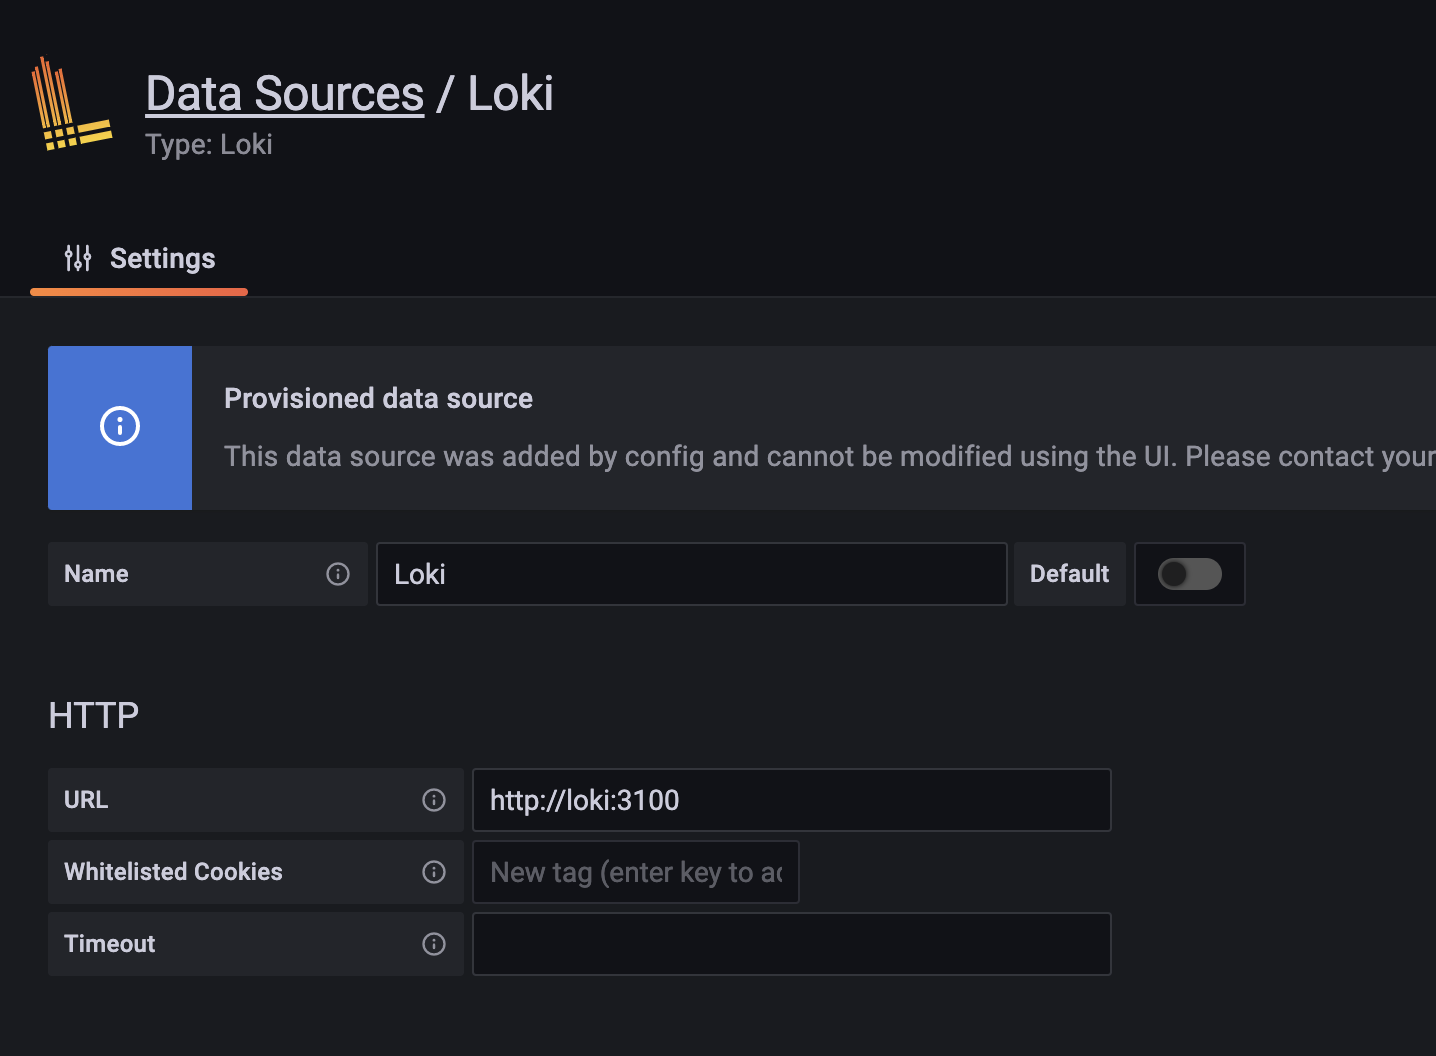 Data Sources / Loki
Type: Loki
Settings
Provisioned data source
This data source was added by config and cannot be modified using the UI. Please contact your
Name
Loki
Default
HTTP
URL
http://loki:3100
Whitelisted Cookies
New tag (enter key to ad
Timeout